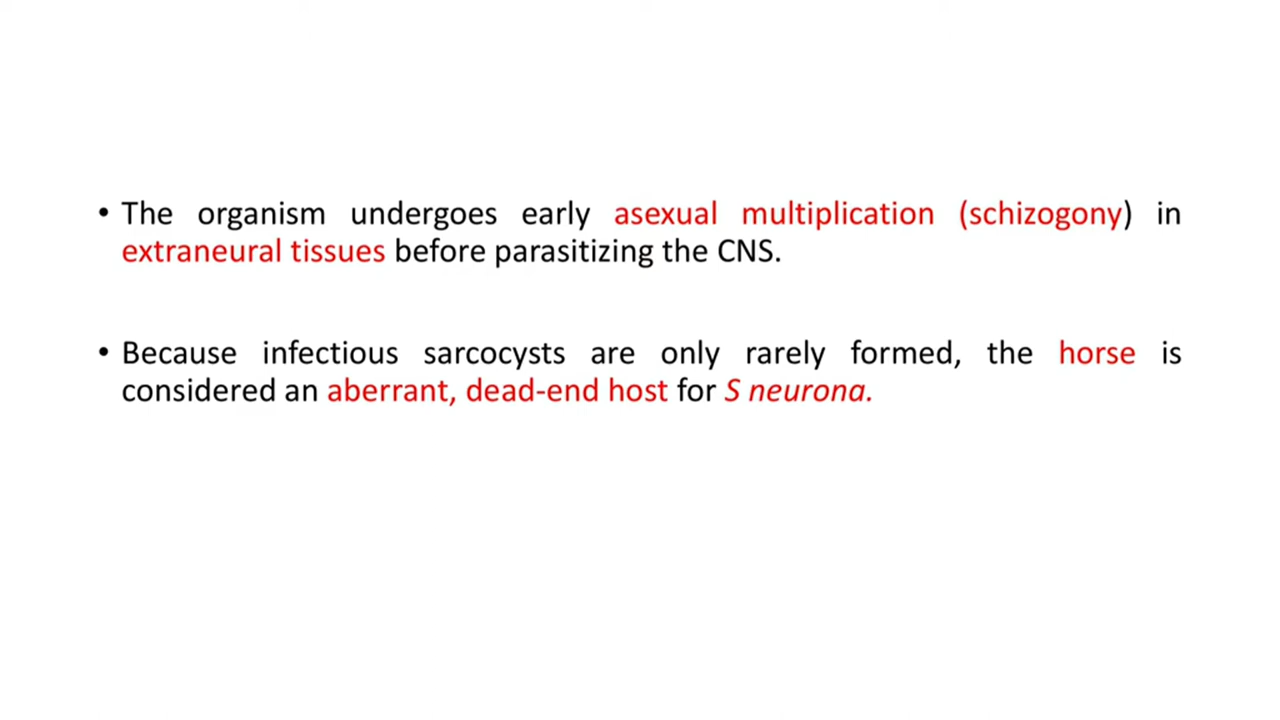 • The organism undergoes early asexual multiplication (schizogony) in
extraneural tissues before parasitizing the CNS.
• Because infectious sarcocysts are only rarely formed, the horse is
considered an aberrant, dead-end host for S neurona.